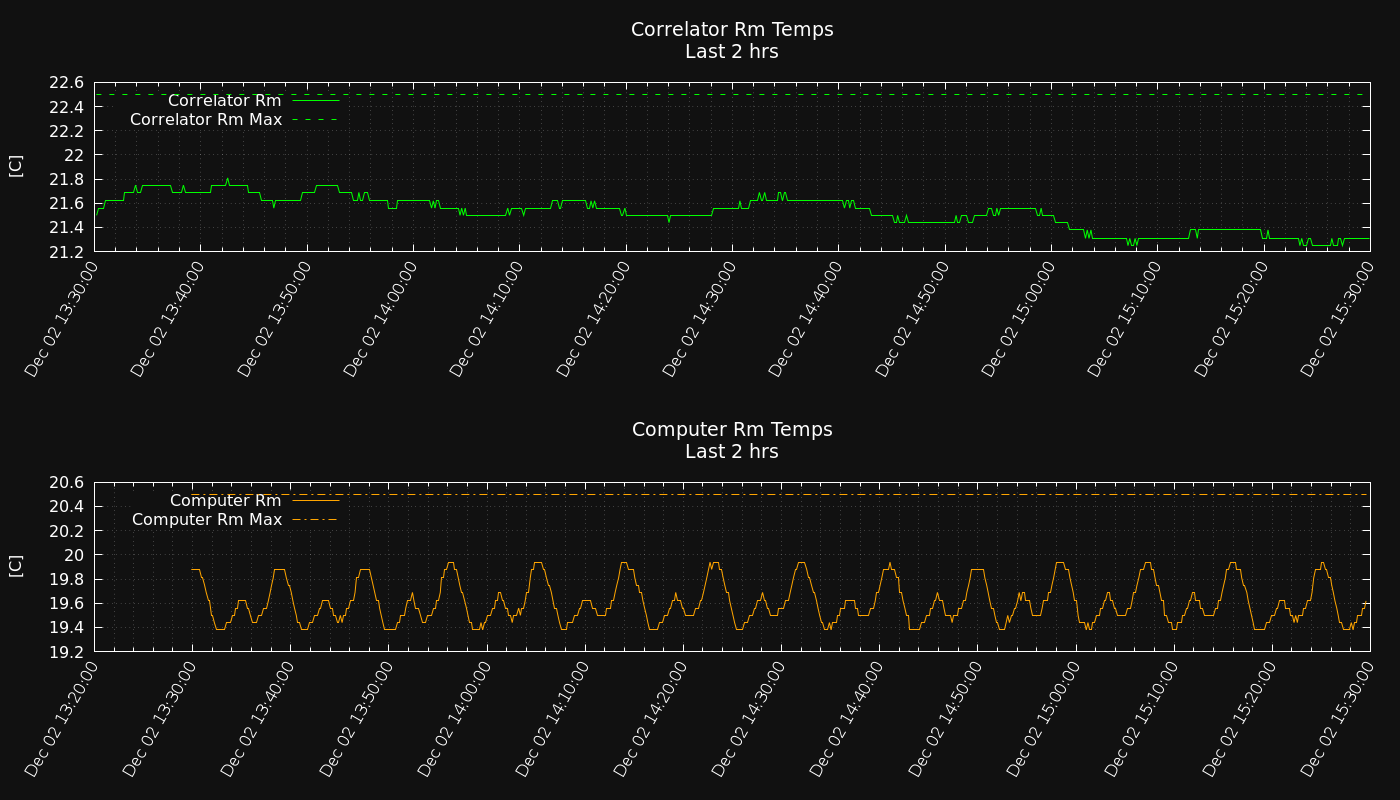 Correlator Rm Temps
Last 2 hrs
22.6
22.4
22.2
22
21.8
21.6
21.4
21.2
[C]
Correlator Rm
Correlator Rm Max
Dec 02 13:30:00
Dec 02 13:40:00
Dec 02 13:50:00
Dec 02 14:00:00
Dec 02 14:10:00
Dec 02 14:20:00
Dec 02 14:30:00
Dec 02 14:40:00
Dec 02 14:50:00
Dec 02 15:00:00
Dec 02 15:10:00
Dec 02 15:20:00
Dec 02 15:30:00
Computer Rm Temps
Last 2 hrs
20.6
20.4
20.2
20
19.8
19.6
19.4
19.2
[C]
Computer Rm
Computer Rm Max
Dec 02 13:20:00
Dec 02 13:30:00
Dec 02 13:40:00
Dec 02 13:50:00
Dec 02 14:00:00
Dec 02 14:10:00
Dec 02 14:20:00
Dec 02 14:30:00
Dec 02 14:40:00
Dec 02 14:50:00
Dec 02 15:00:00
Dec 02 15:10:00
Dec 02 15:20:00
Dec 02 15:30:00